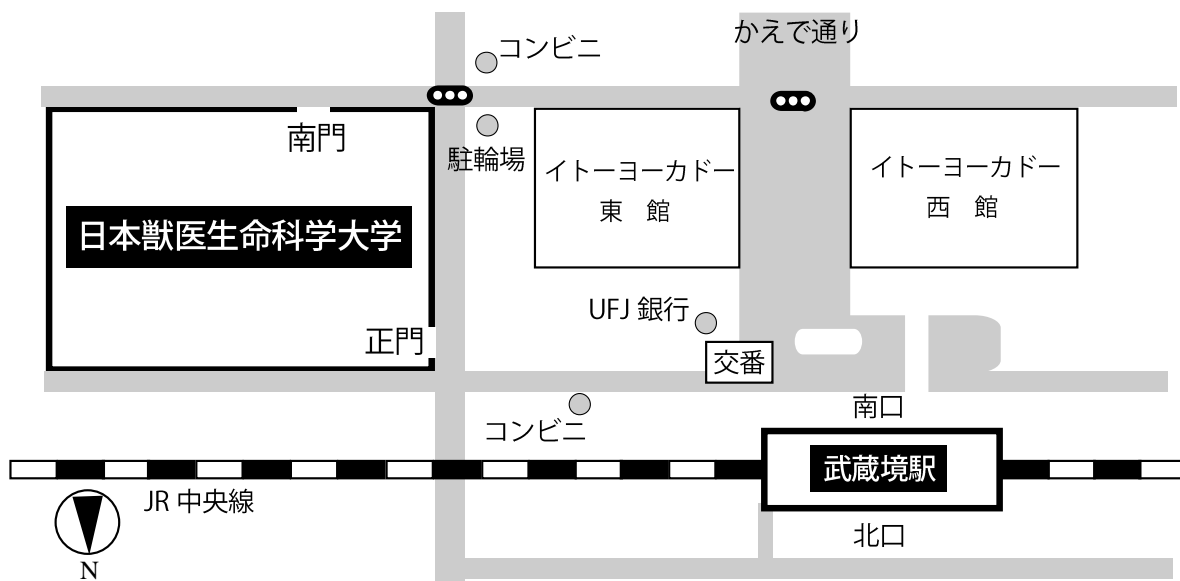 かえで通り
コンビニ
南門
駐輪場
イトーヨーカドー
東 館
イトーヨーカドー
西 館
日本獣医生命科学大学
UFJ 銀行
正門
交番
コンビニ
南口
武蔵境駅
JR 中央線
北口
N